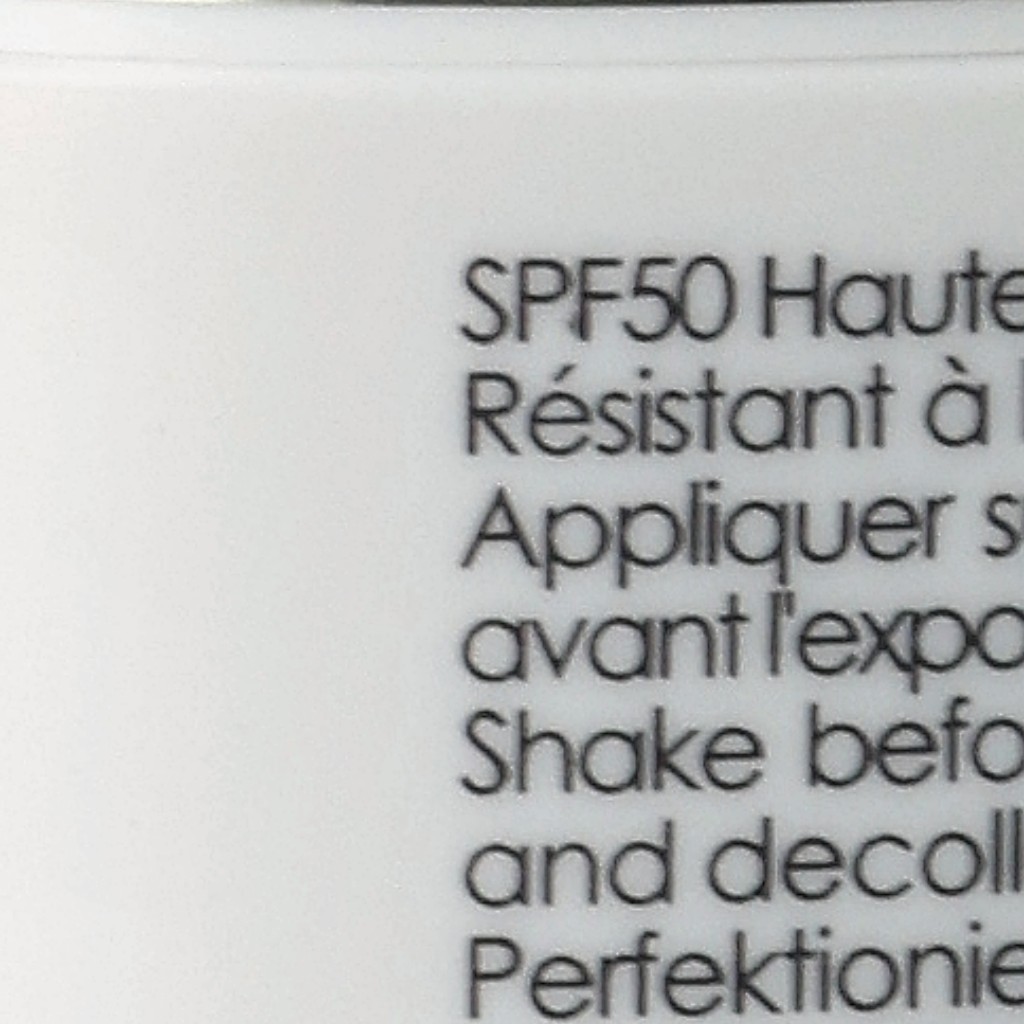 SPF50 Haute
Résistant à
Appliquer
avant l'expo
Shake befo
and decoll
Perfektionie